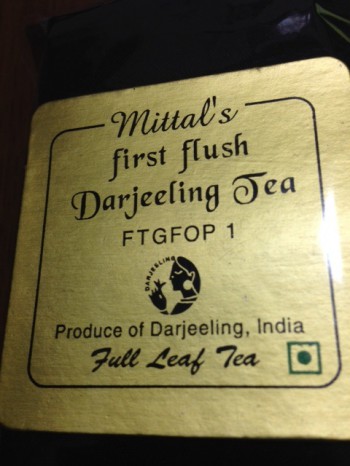 Mittal's
first flush
Darjeeling Tea
FTGFOP 1
DARJEELING
Produce of Darjeeling, India
Full Leaf Tea